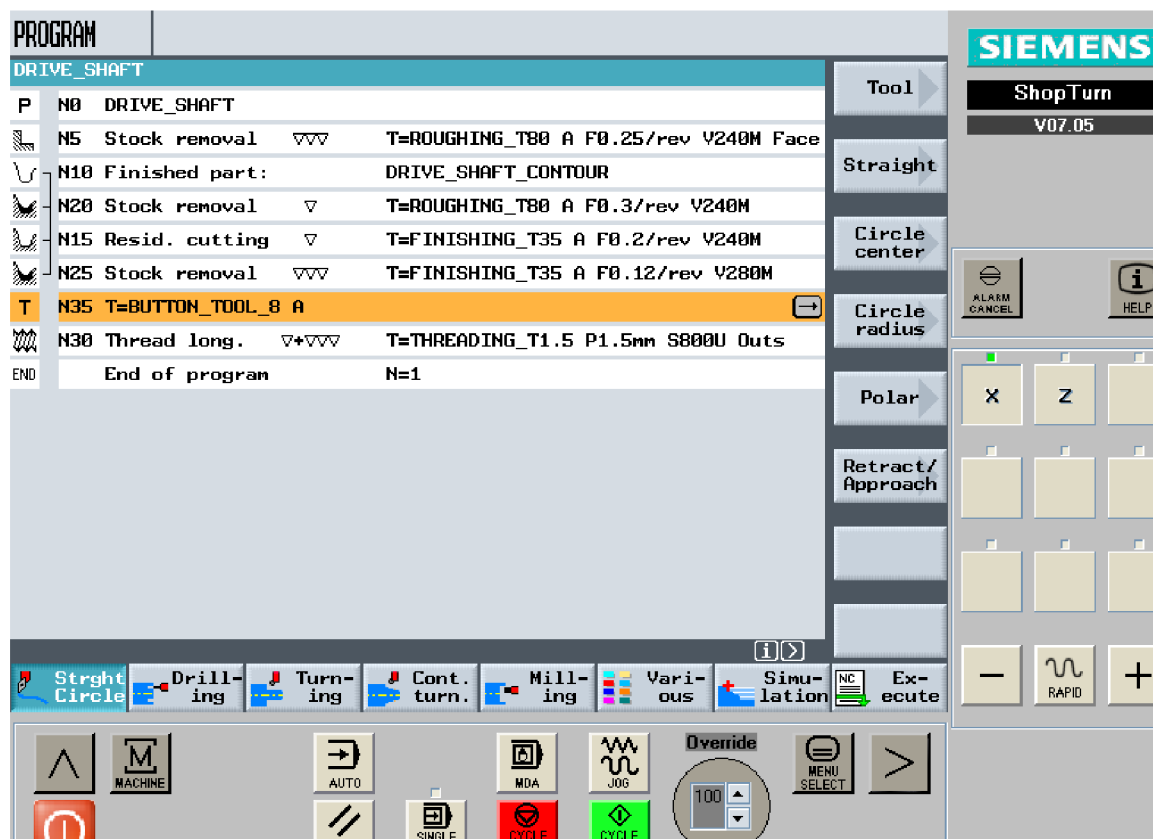 PROGRAM
DRIVE_SHAFT
P N0 DRIVE_SHAFT
N5 Stock removal ▽▽▽ T=ROUGHING_T80 A F0.25/rev V240M Face
N10 Finished part: DRIVE_SHAFT_CONTOUR
N20 Stock removal ▽ T=ROUGHING_T80 A F0.3/rev V240M
N15 Resid. cutting ▽ T=FINISHING_T35 A F0.2/rev V240M
N25 Stock removal ▽▽▽ T=FINISHING_T35 A F0.12/rev V280M
T N35 T=BUTTON_TOOL_8 A
N30 Thread long. ▽+▽▽▽ T=THREADING_T1.5 P1.5mm S800U Outs
END End of program N=1
Tool
Straight
Circle
center
Circle
radius
Polar
Retract/
Approach
Strght
Circle
Drill-
ing
Turn-
ing
Cont.
turn.
Mill-
ing
Vari-
ous
Simu-
lation
NC
Ex-
ecute
SIEMENS
ShopTurn
V07.05
ALARM
CANCEL
i
HELP
X
Z
RAPID
M
MACHINE
AUTO
MDA
JOG
Override
100
MENU
SELECT
SINGLE
CYCLE
CYCLE